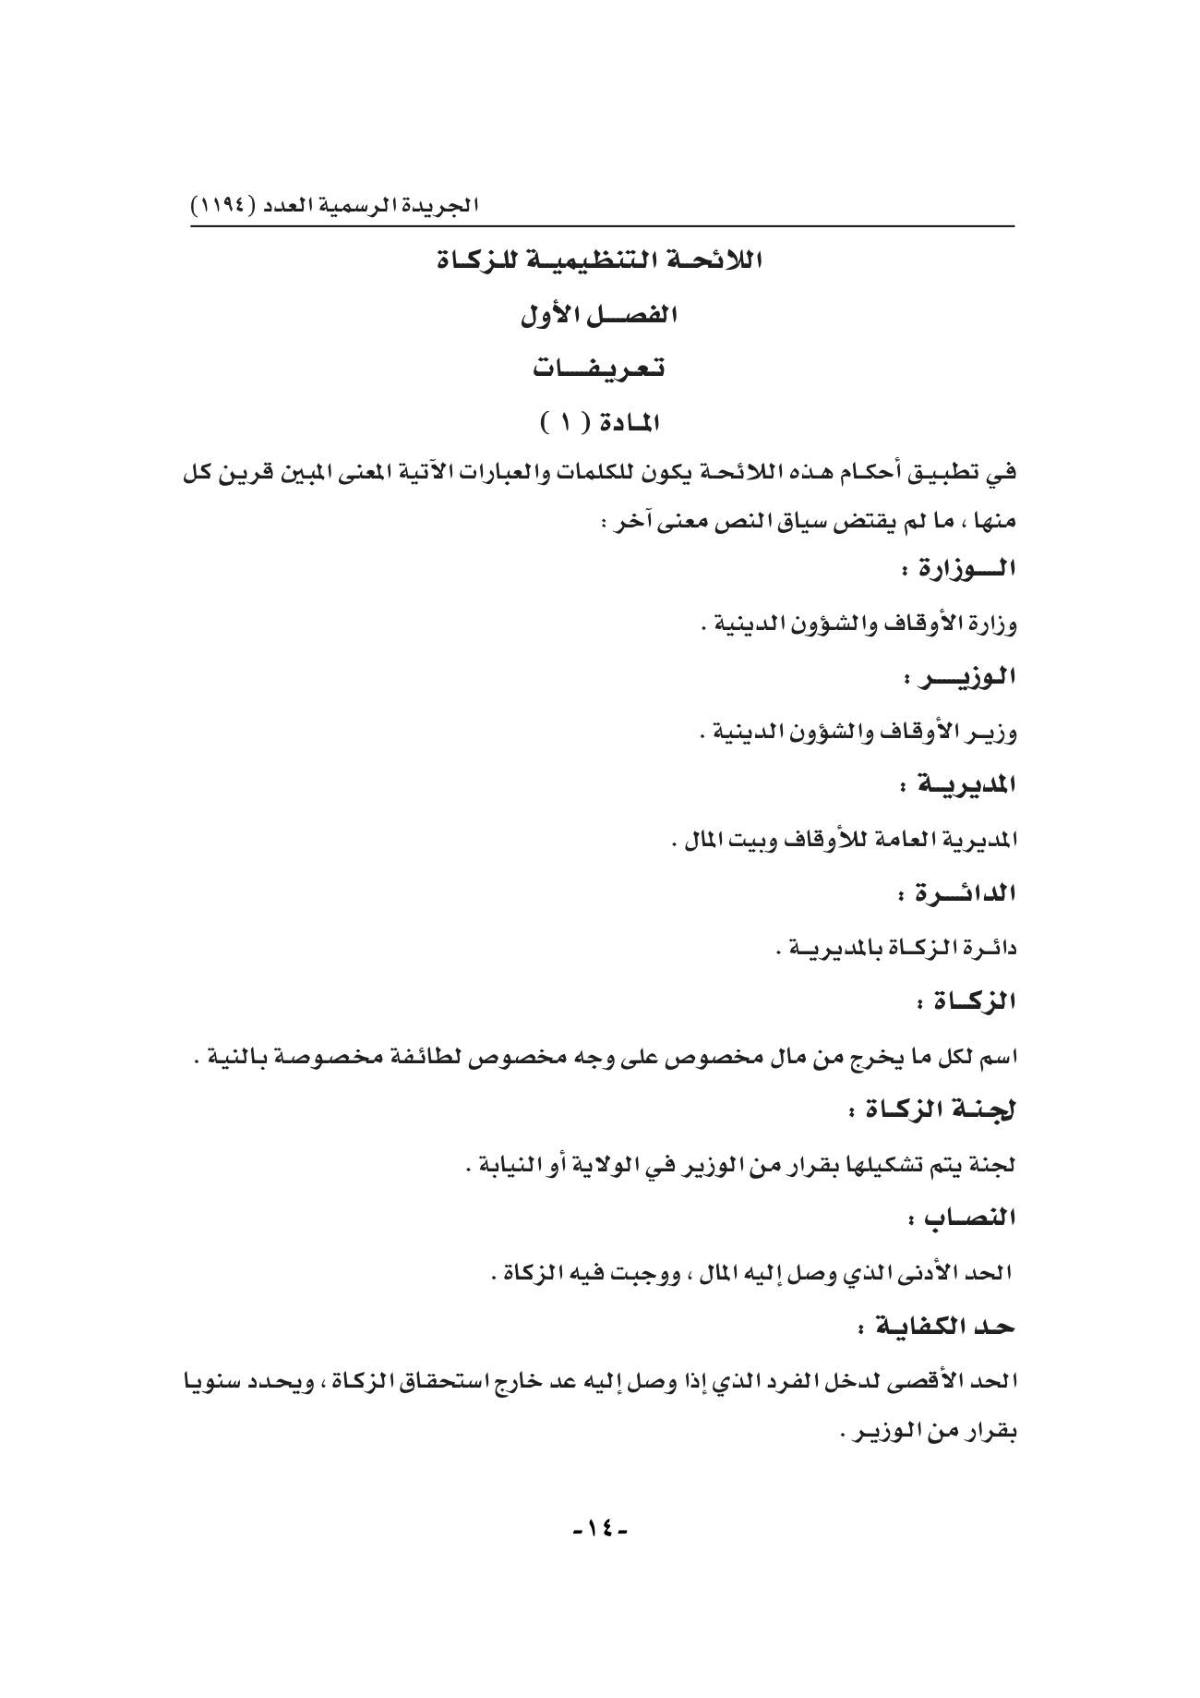 الجريدة الرسمية العدد (١١٩٤)
اللائحة التنظيمية للزكاة
الفصل الأول
تعريفات
المادة ( ١ )
في تطبيق أحكام هذه اللائحة يكون للكلمات والعبارات الآتية المعنى المبين قرين كل
منها ، ما لم يقتض سياق النص معنى آخر :
الوزارة :
وزارة الأوقاف والشؤون الدينية .
الوزير :
وزير الأوقاف والشؤون الدينية .
المديرية :
المديرية العامة للأوقاف وبيت المال .
الدائرة :
دائرة الزكاة بالمديرية .
الزكاة :
اسم لكل ما يخرج من مال مخصوص على وجه مخصوص لطائفة مخصوصة بالنية .
لجنة الزكاة :
لجنة يتم تشكيلها بقرار من الوزير في الولاية أو النيابة .
النصاب :
الحد الأدنى الذي وصل إليه المال ، ووجبت فيه الزكاة .
حد الكفاية :
الحد الأقصى لدخل الفرد الذي إذا وصل إليه عد خارج استحقاق الزكاة ، ويحدد سنويا
بقرار من الوزير .
-١٤-